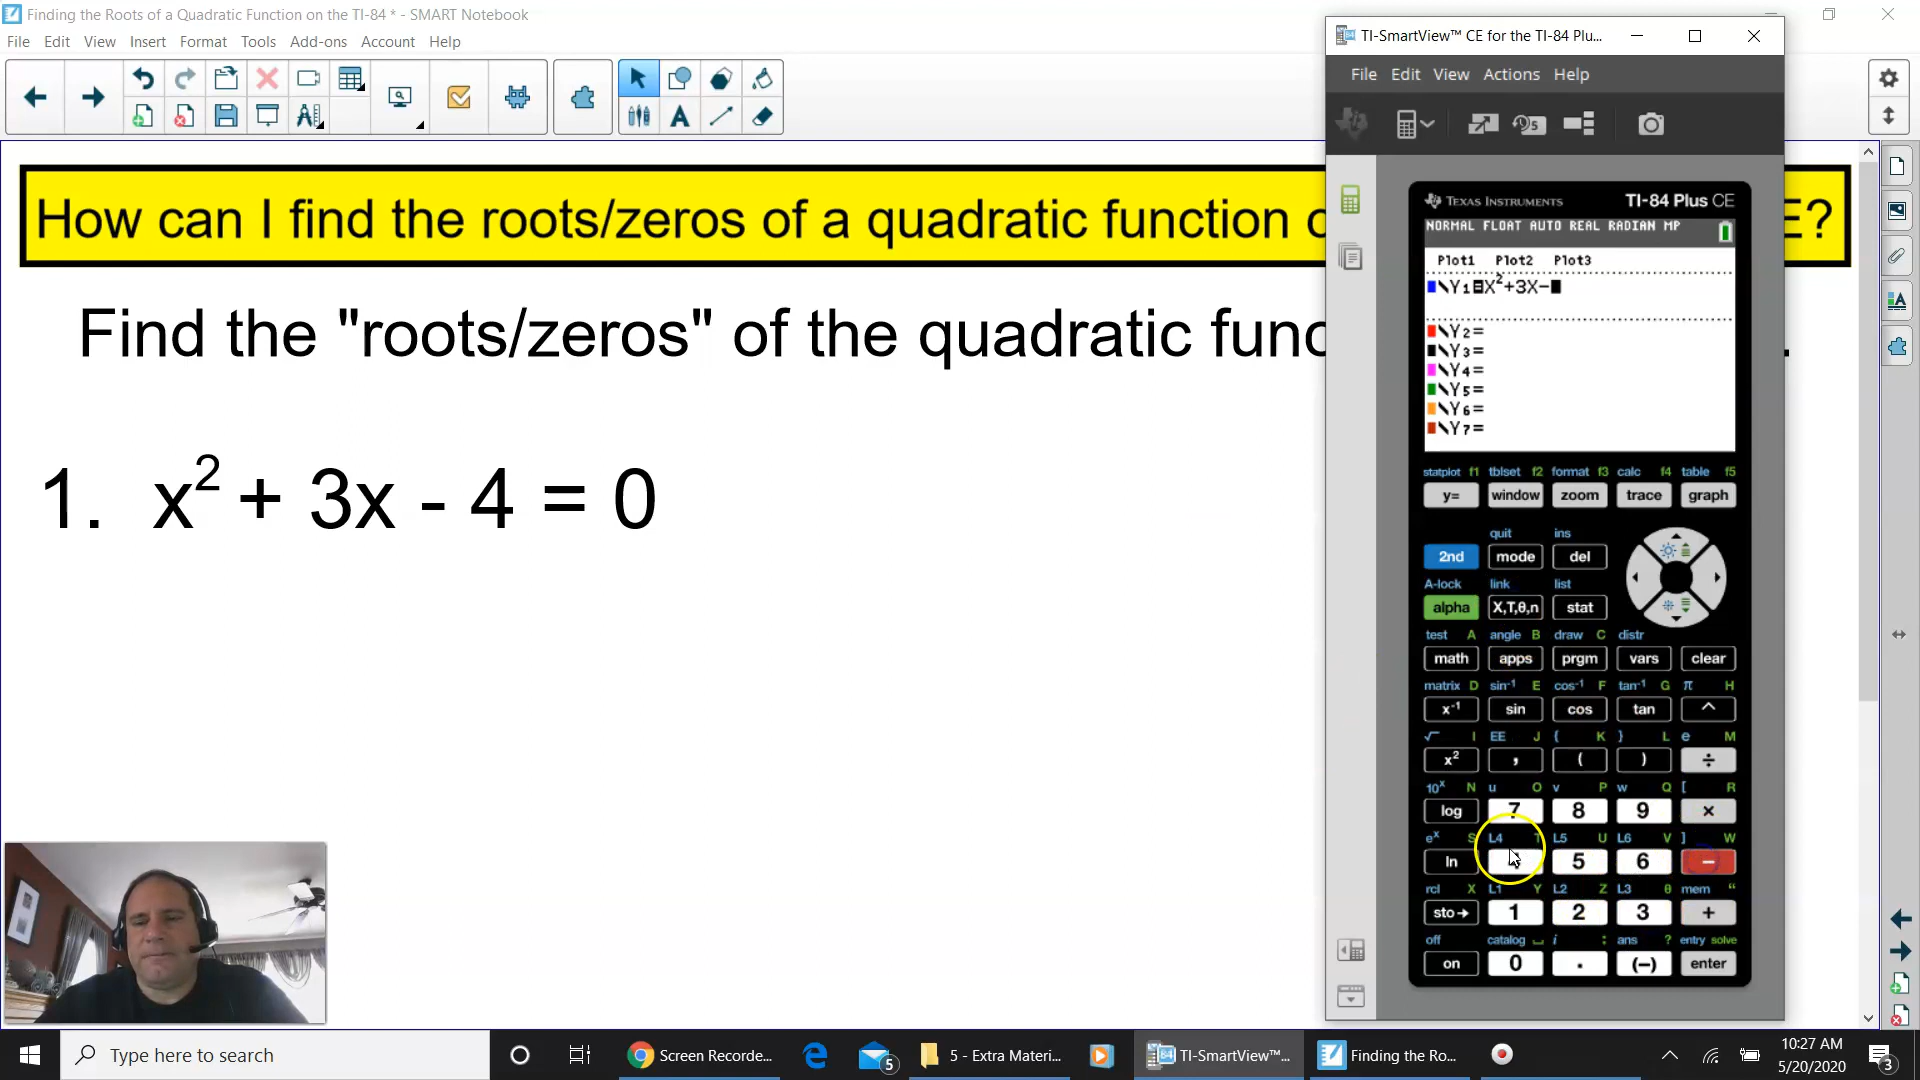 Finding the Roots of a Quadratic Function on the TI-84 * - SMART Notebook
File Edit View Insert Format Tools Add-ons Account Help
How can I find the roots/zeros of a quadratic function
E?
Find the "roots/zeros" of the quadratic func
.
1. x² + 3x - 4 = 0
TI-SmartView™ CE for the TI-84 Plu...
File Edit View Actions Help
TEXAS INSTRUMENTS TI-84 Plus CE
NORMAL FLOAT AUTO REAL RADIAN MP
Plot1 Plot2 Plot3
\Y1=X²+3X-
\Y2=
\Y3=
\Y4=
\Y5=
\Y6=
\Y7=
statplot f1 tblset f2 format f3 calc f4 table f5
y= window zoom trace graph
quit ins
2nd mode del
A-lock link list
alpha X,T,θ,n stat
test A angle B draw C distr
math apps prgm vars clear
matrix D sin-1 E cos-1 F tan-1 G π H
x-1 sin cos tan ^
√ I EE J { K } L e M
x² , ( ) ÷
10x N u O v P w Q [ R
log 7 8 9 ×
ex S L4 T L5 U L6 V ] W
ln 5 6 −
rcl X L1 Y L2 Z L3 θ mem "
sto→ 1 2 3 +
off catalog i : ans ? entry solve
on 0 . (−) enter
Type here to search
Screen Recorde...
5
5 - Extra Materi...
TI-SmartView™...
Finding the Ro...
10:27 AM
5/20/2020
3